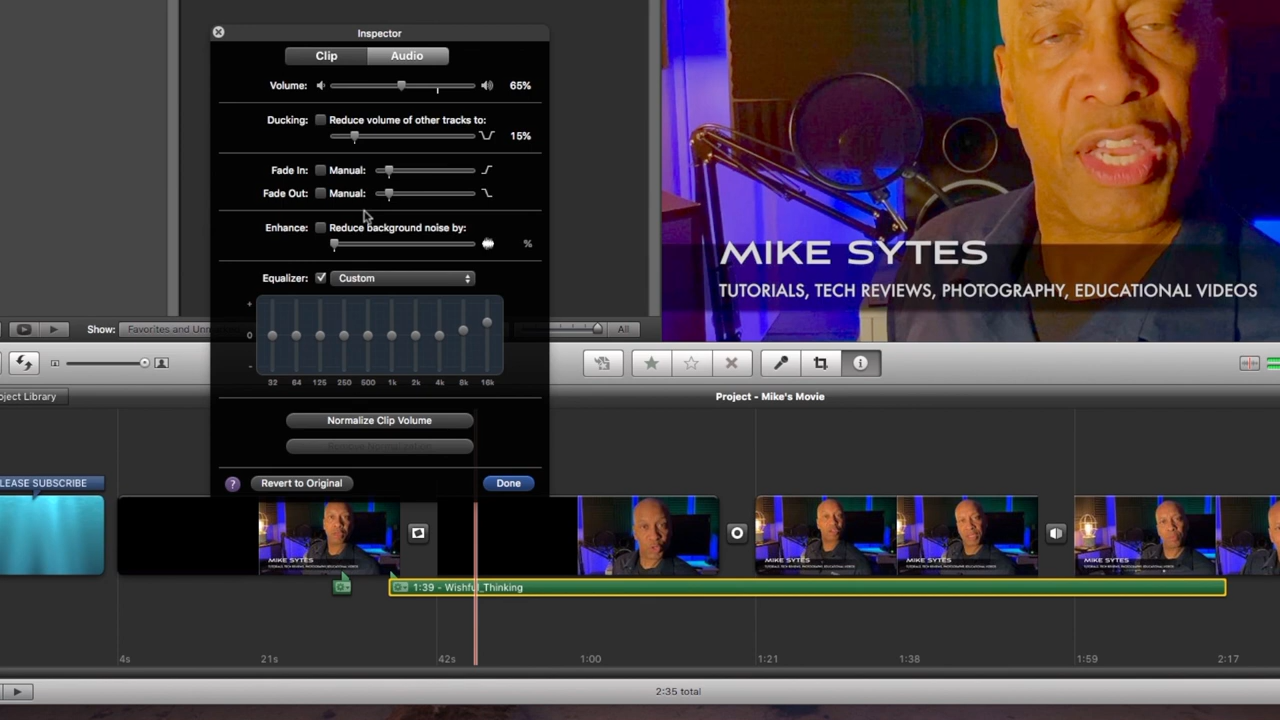 Inspector
Clip Audio
Volume: 65%
Ducking: Reduce volume of other tracks to:
15%
Fade In: Manual:
Fade Out: Manual:
Enhance: Reduce background noise by:
%
Equalizer: Custom
+
0
-
32 64 125 250 500 1k 2k 4k 8k 16k
Normalize Clip Volume
Remove Normalization
? Revert to Original Done
MIKE SYTES
TUTORIALS, TECH REVIEWS, PHOTOGRAPHY, EDUCATIONAL VIDEOS
Show: Favorites and Unm
All
oject Library
Project - Mike's Movie
LEASE SUBSCRIBE
MIKE SYTES
MIKE SYTES
MIKE SYTES
MIKE SYTES
MIKE SYTES
1:39 - Wishful_Thinking
4s 21s 42s 1:00 1:21 1:38 1:59 2:17
2:35 total